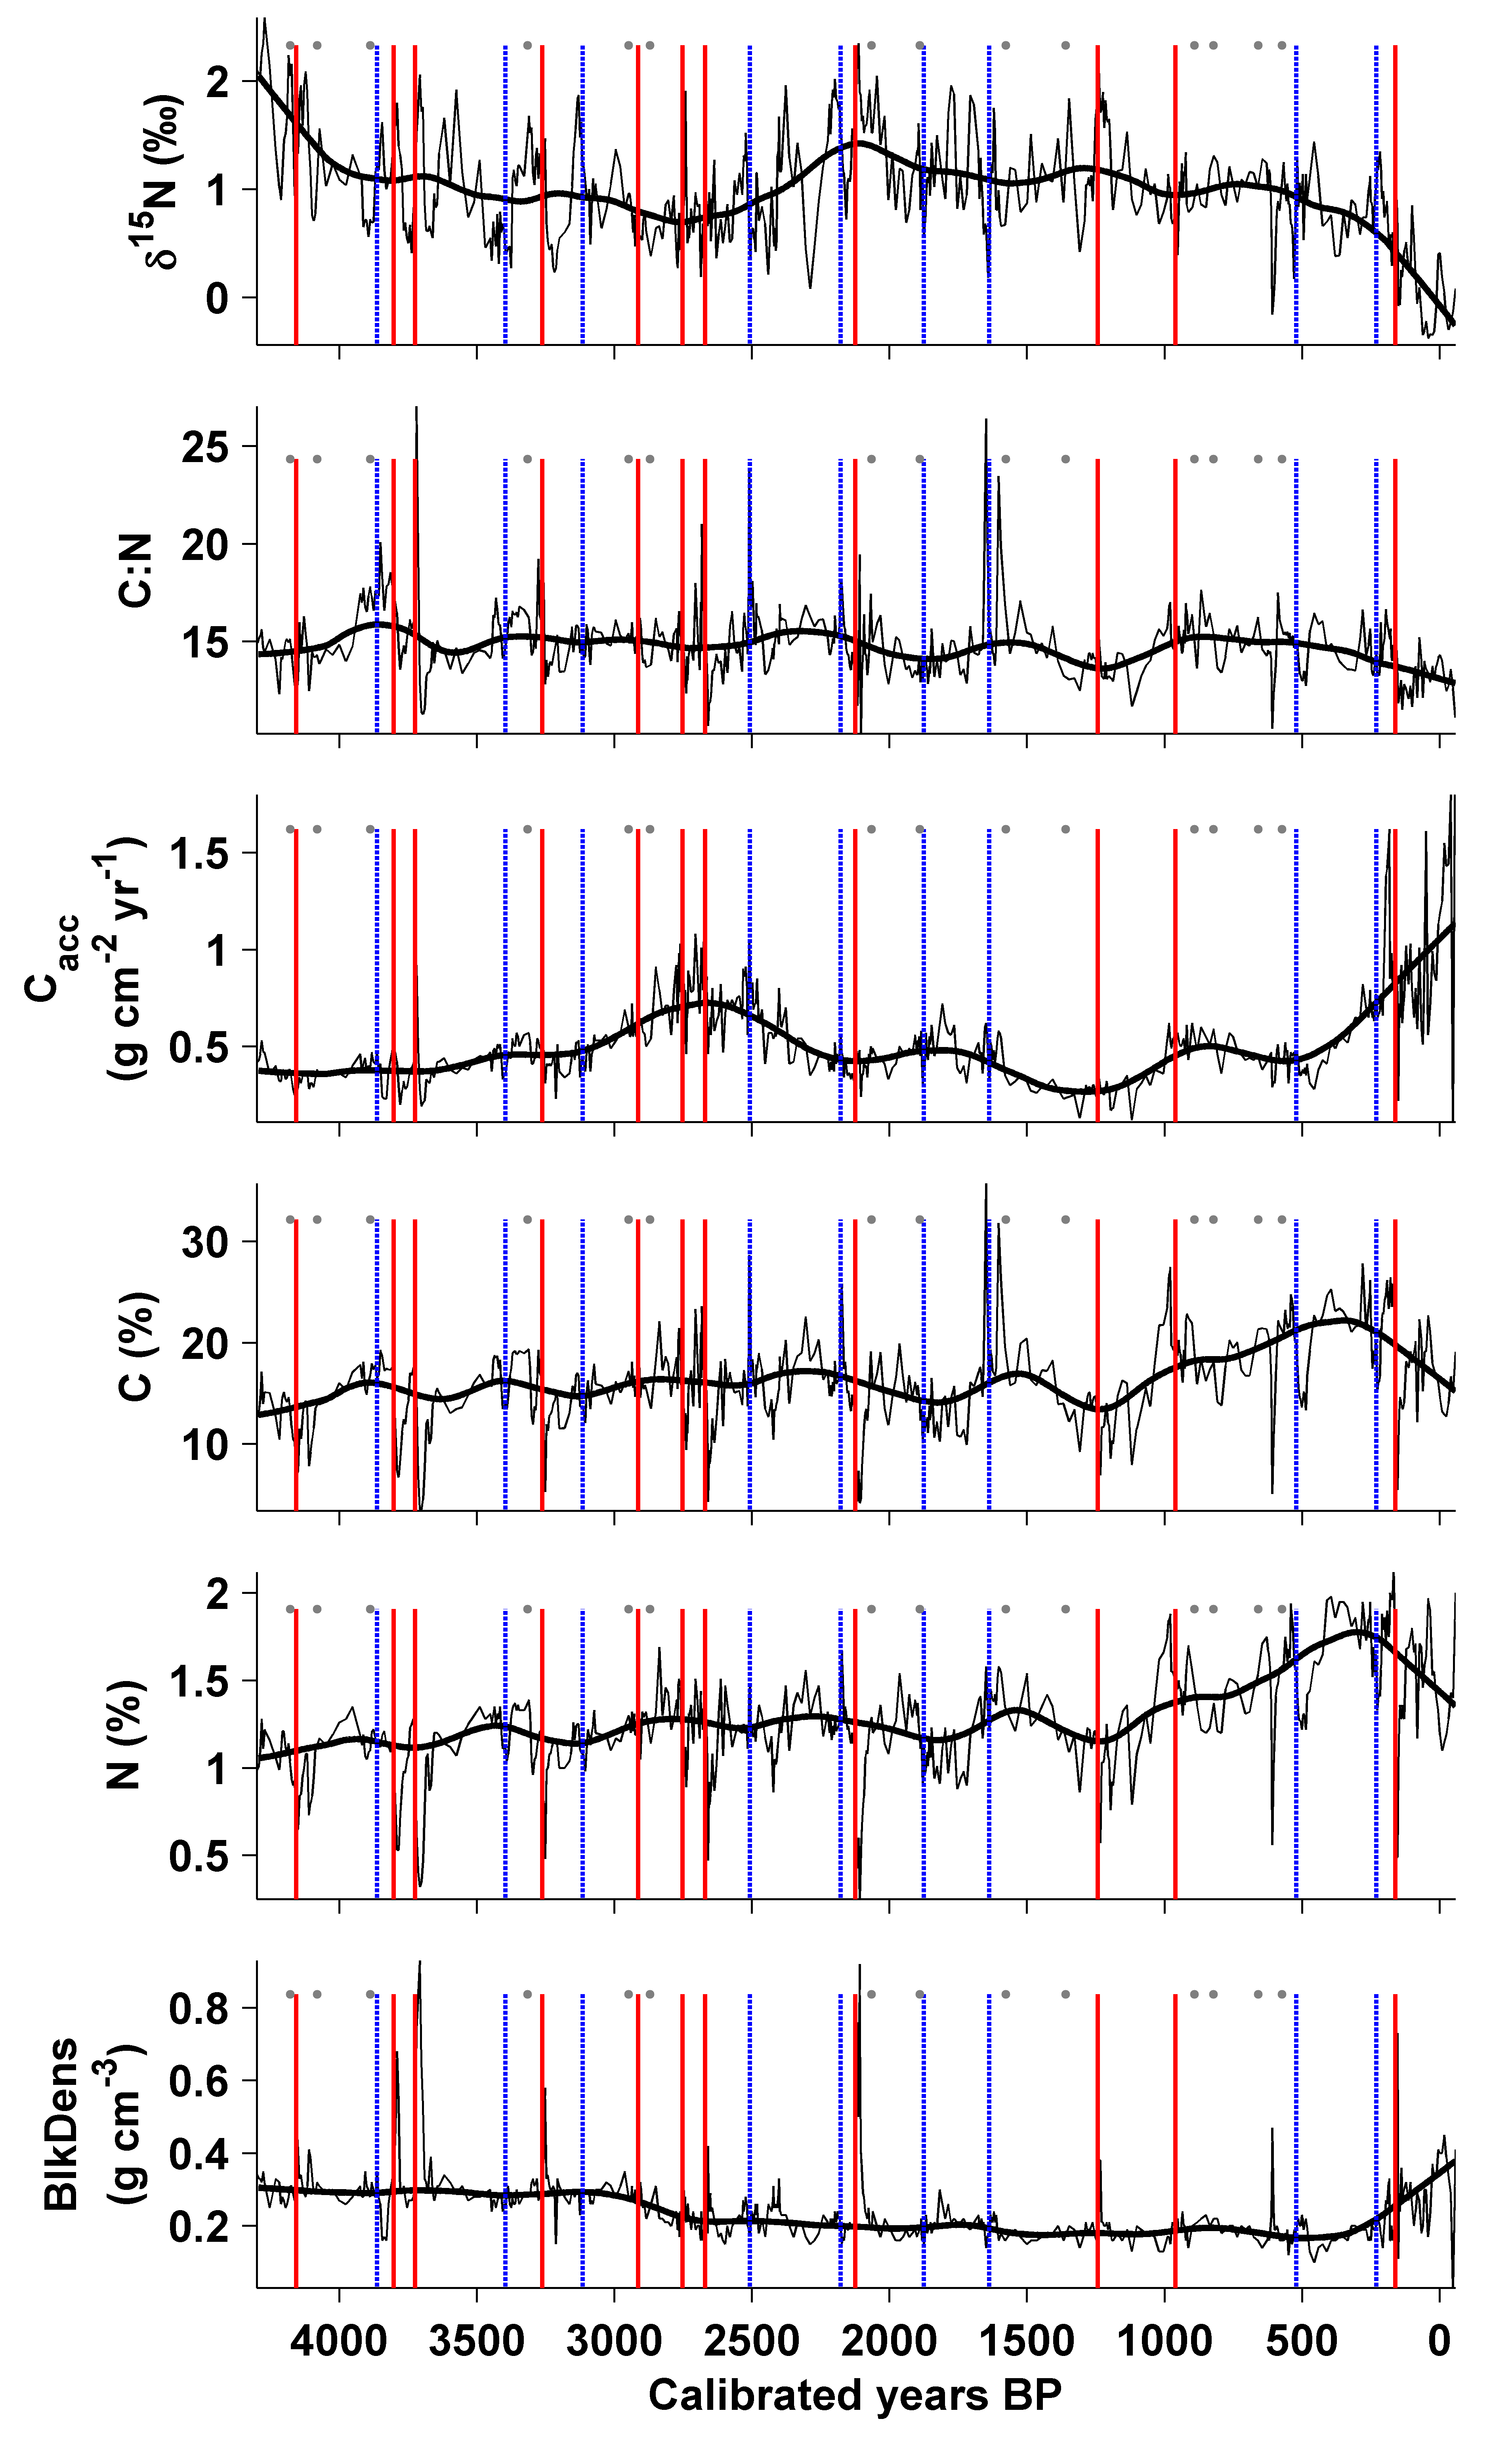 δ15N (‰)
2
1
0
C:N
25
20
15
Cacc
(g cm-2 yr-1)
1.5
1
0.5
C (%)
30
20
10
N (%)
2
1.5
1
0.5
BlkDens
(g cm-3)
0.8
0.6
0.4
0.2
4000 3500 3000 2500 2000 1500 1000 500 0
Calibrated years BP